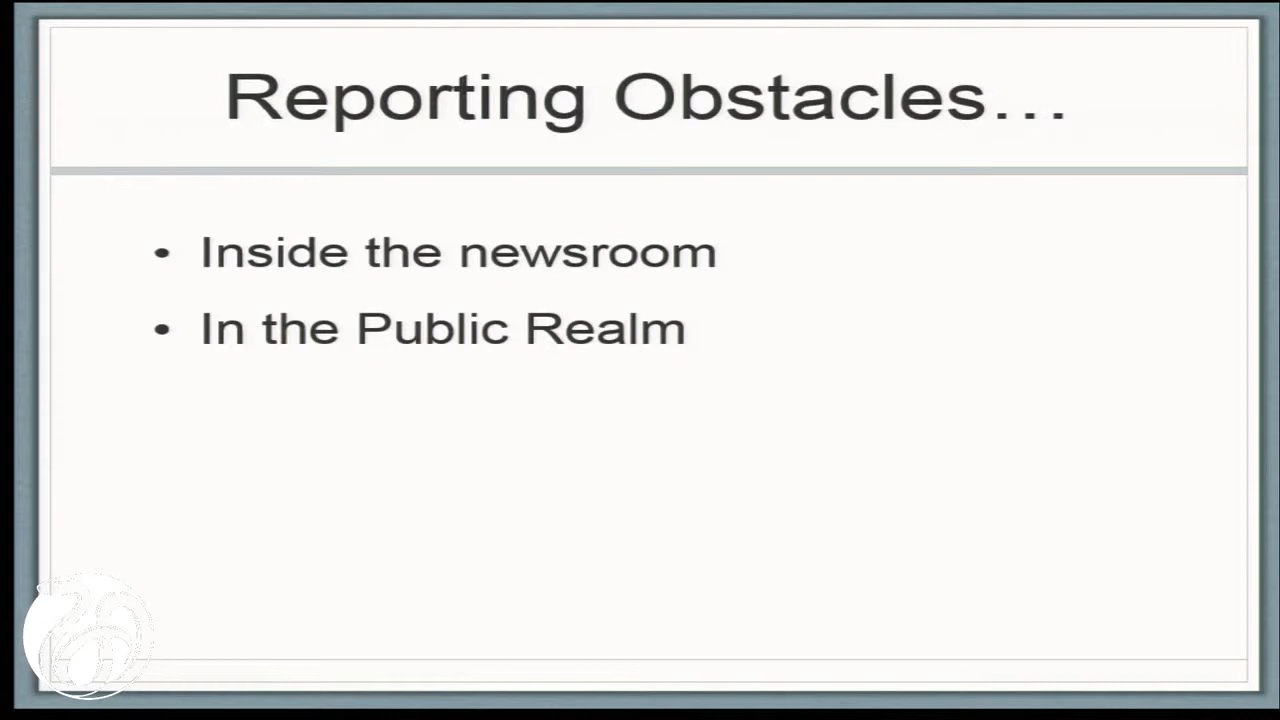 Reporting Obstacles…
• Inside the newsroom
• In the Public Realm